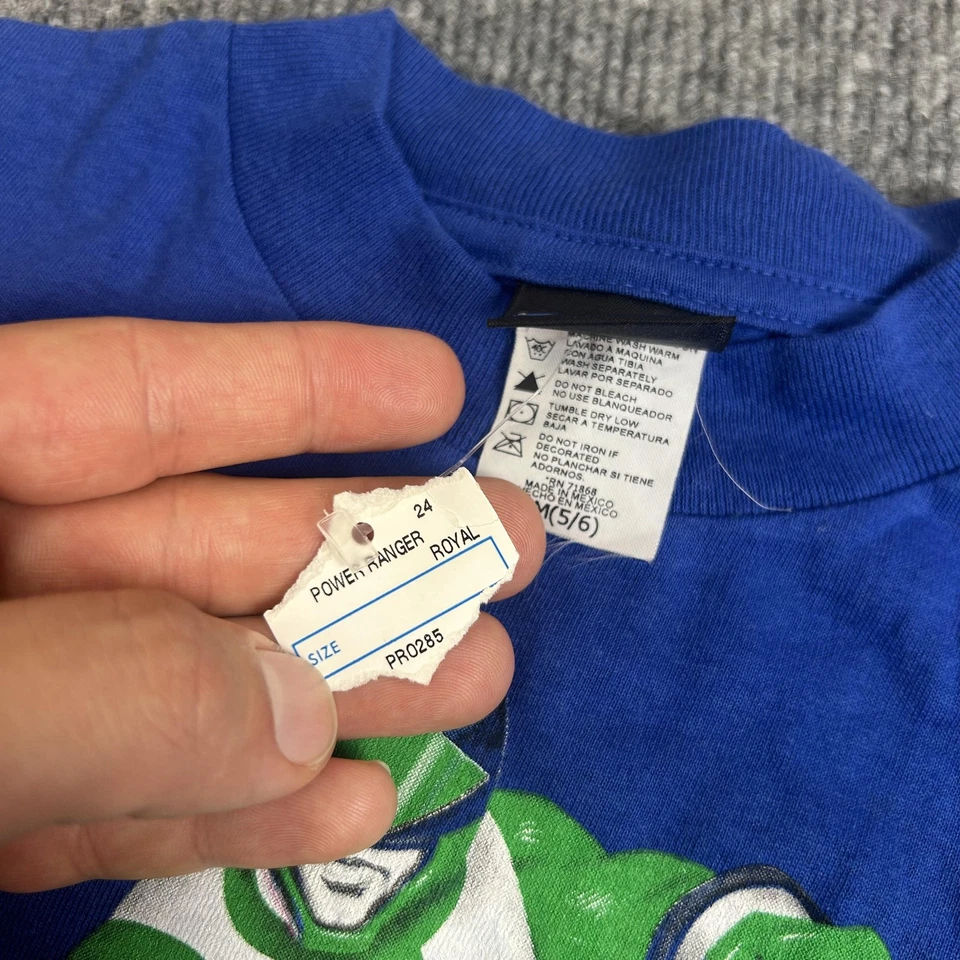 MACHINE WASH WARM
LAVADO A MAQUINA
CON AGUA TIBIA
WASH SEPARATELY
LAVAR POR SEPARADO
DO NOT BLEACH
NO USE BLANQUEADOR
TUMBLE DRY LOW
SECAR A TEMPERATURA
BAJA
DO NOT IRON IF
DECORATED
NO PLANCHAR SI TIENE
ADORNOS.
RN 71868
MADE IN MEXICO
HECHO EN MEXICO
M(5/6)
24
POWER RANGER
ROYAL
SIZE
PR0285